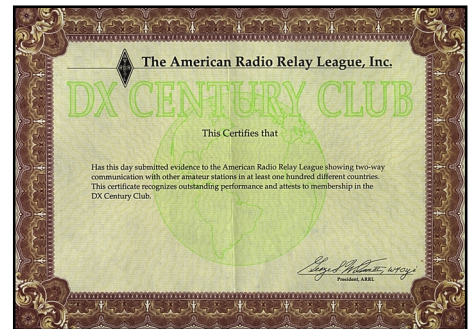 The American Radio Relay League, Inc.
DX CENTURY CLUB
This Certifies that
Has this day submitted evidence to the American Radio Relay League showing two-way
communication with other amateur stations in at least one hundred different countries.
This certificate recognizes outstanding performance and attests to membership in the
DX Century Club.
President, ARRL